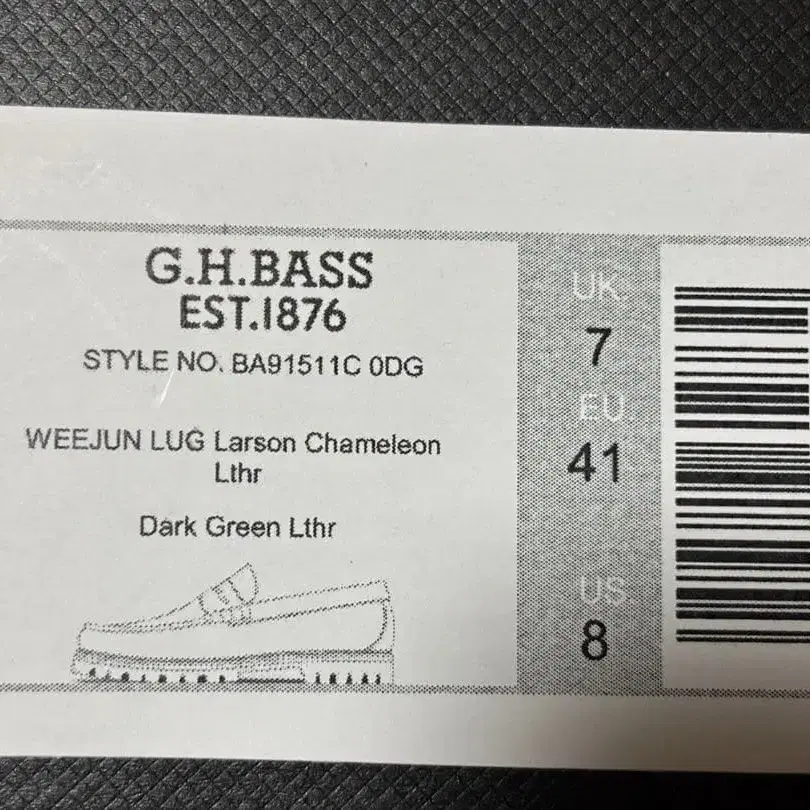 G.H.BASS
EST.1876
STYLE NO. BA91511C 0DG
WEEJUN LUG Larson Chameleon
Lthr
Dark Green Lthr
UK
7
EU
41
US
8